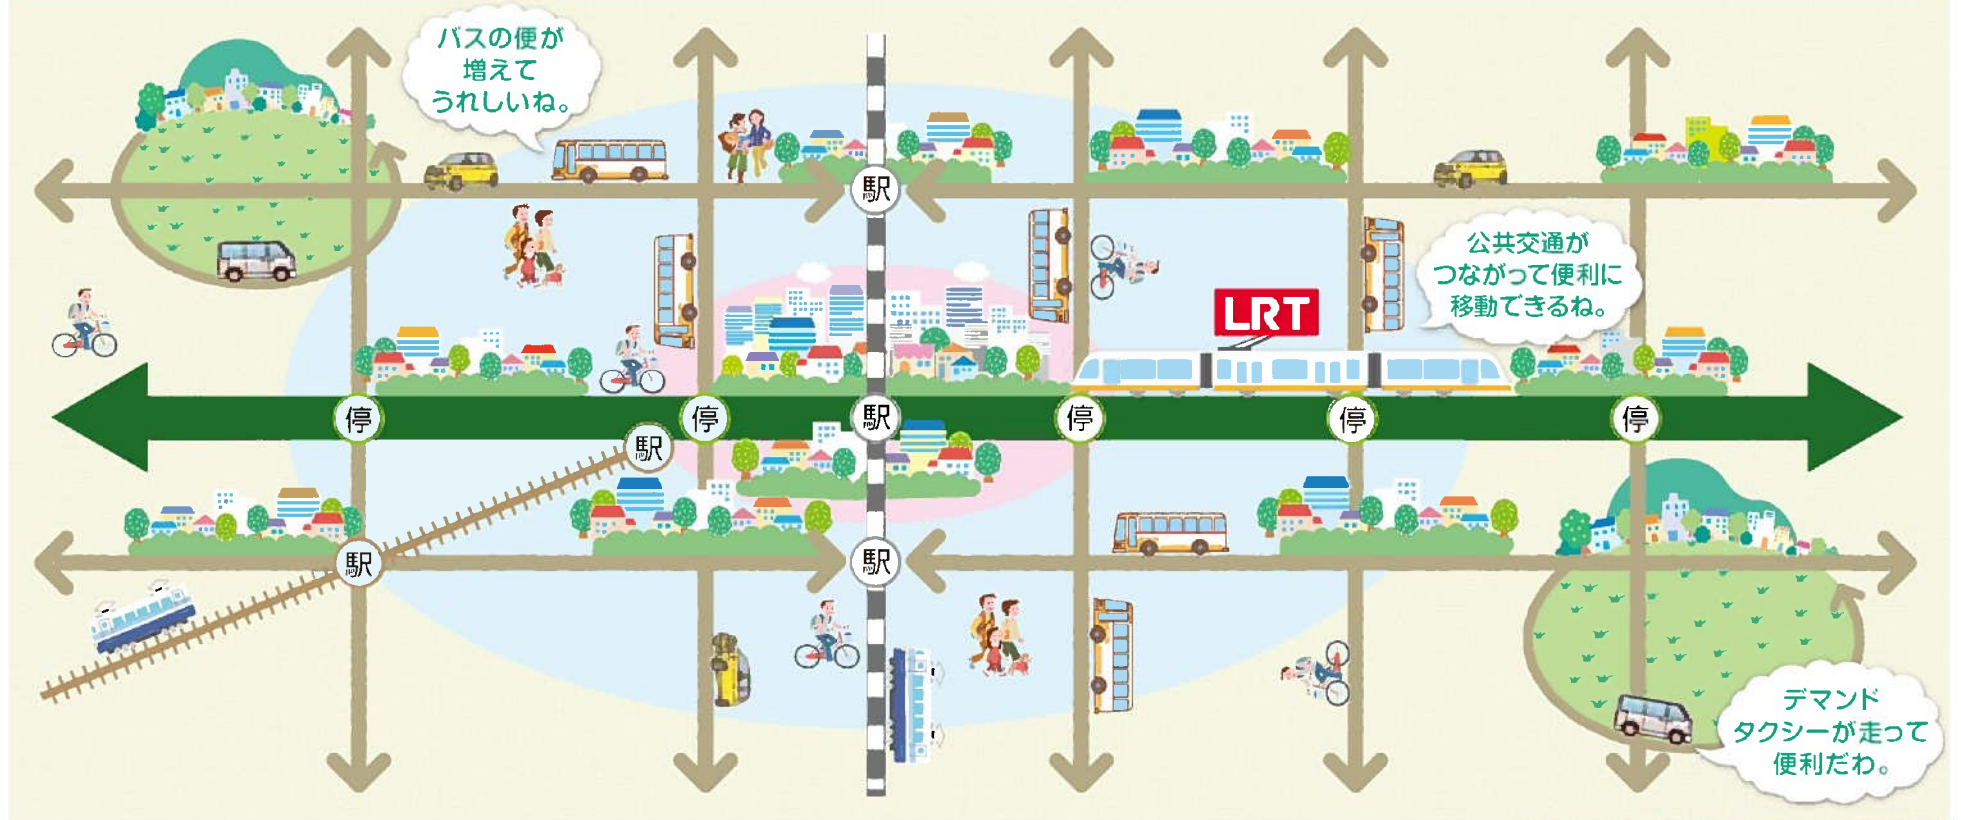 バスの便が
増えて
うれしいね。
駅
公共交通が
つながって便利に
移動できるね。
LRT
停
停
駅
停
停
停
駅
駅
駅
デマンド
タクシーが走って
便利だわ。